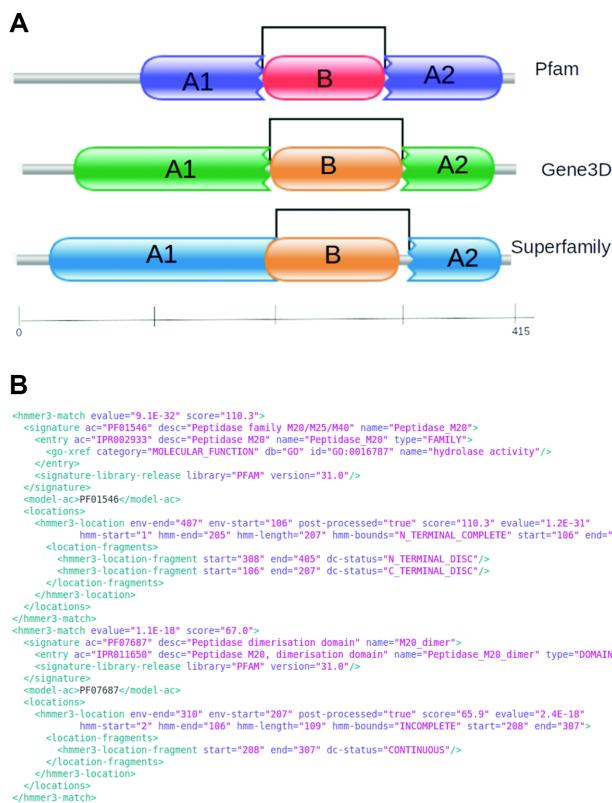 A
A1 B A2 Pfam
A1 B A2 Gene3D
A1 B A2 Superfamily
0 415
B
<hmmer3-match evalue="9.1E-32" score="110.3">
<signature ac="PF01546" desc="Peptidase family M20/M25/M40" name="Peptidase_M20">
<entry ac="IPR002933" desc="Peptidase M20" name="Peptidase_M20" type="FAMILY">
<go-xref category="MOLECULAR_FUNCTION" db="GO" id="GO:0016787" name="hydrolase activity"/>
</entry>
<signature-library-release library="PFAM" version="31.0"/>
</signature>
<model-ac>PF01546</model-ac>
<locations>
<hmmer3-location env-end="407" env-start="106" post-processed="true" score="110.3" evalue="1.2E-31"
hmm-start="1" hmm-end="205" hmm-length="207" hmm-bounds="N_TERMINAL_COMPLETE" start="106" end="
<location-fragments>
<hmmer3-location-fragment start="308" end="405" dc-status="N_TERMINAL_DISC"/>
<hmmer3-location-fragment start="106" end="207" dc-status="C_TERMINAL_DISC"/>
</location-fragments>
</hmmer3-location>
</locations>
</hmmer3-match>
<hmmer3-match evalue="1.1E-18" score="67.0">
<signature ac="PF07687" desc="Peptidase dimerisation domain" name="M20_dimer">
<entry ac="IPR011650" desc="Peptidase M20, dimerisation domain" name="Peptidase_M20_dimer" type="DOMAIN
<signature-library-release library="PFAM" version="31.0"/>
</signature>
<model-ac>PF07687</model-ac>
<locations>
<hmmer3-location env-end="310" env-start="207" post-processed="true" score="65.9" evalue="2.4E-18"
hmm-start="2" hmm-end="106" hmm-length="109" hmm-bounds="INCOMPLETE" start="208" end="307">
<location-fragments>
<hmmer3-location-fragment start="208" end="307" dc-status="CONTINUOUS"/>
</location-fragments>
</hmmer3-location>
</locations>
</hmmer3-match>